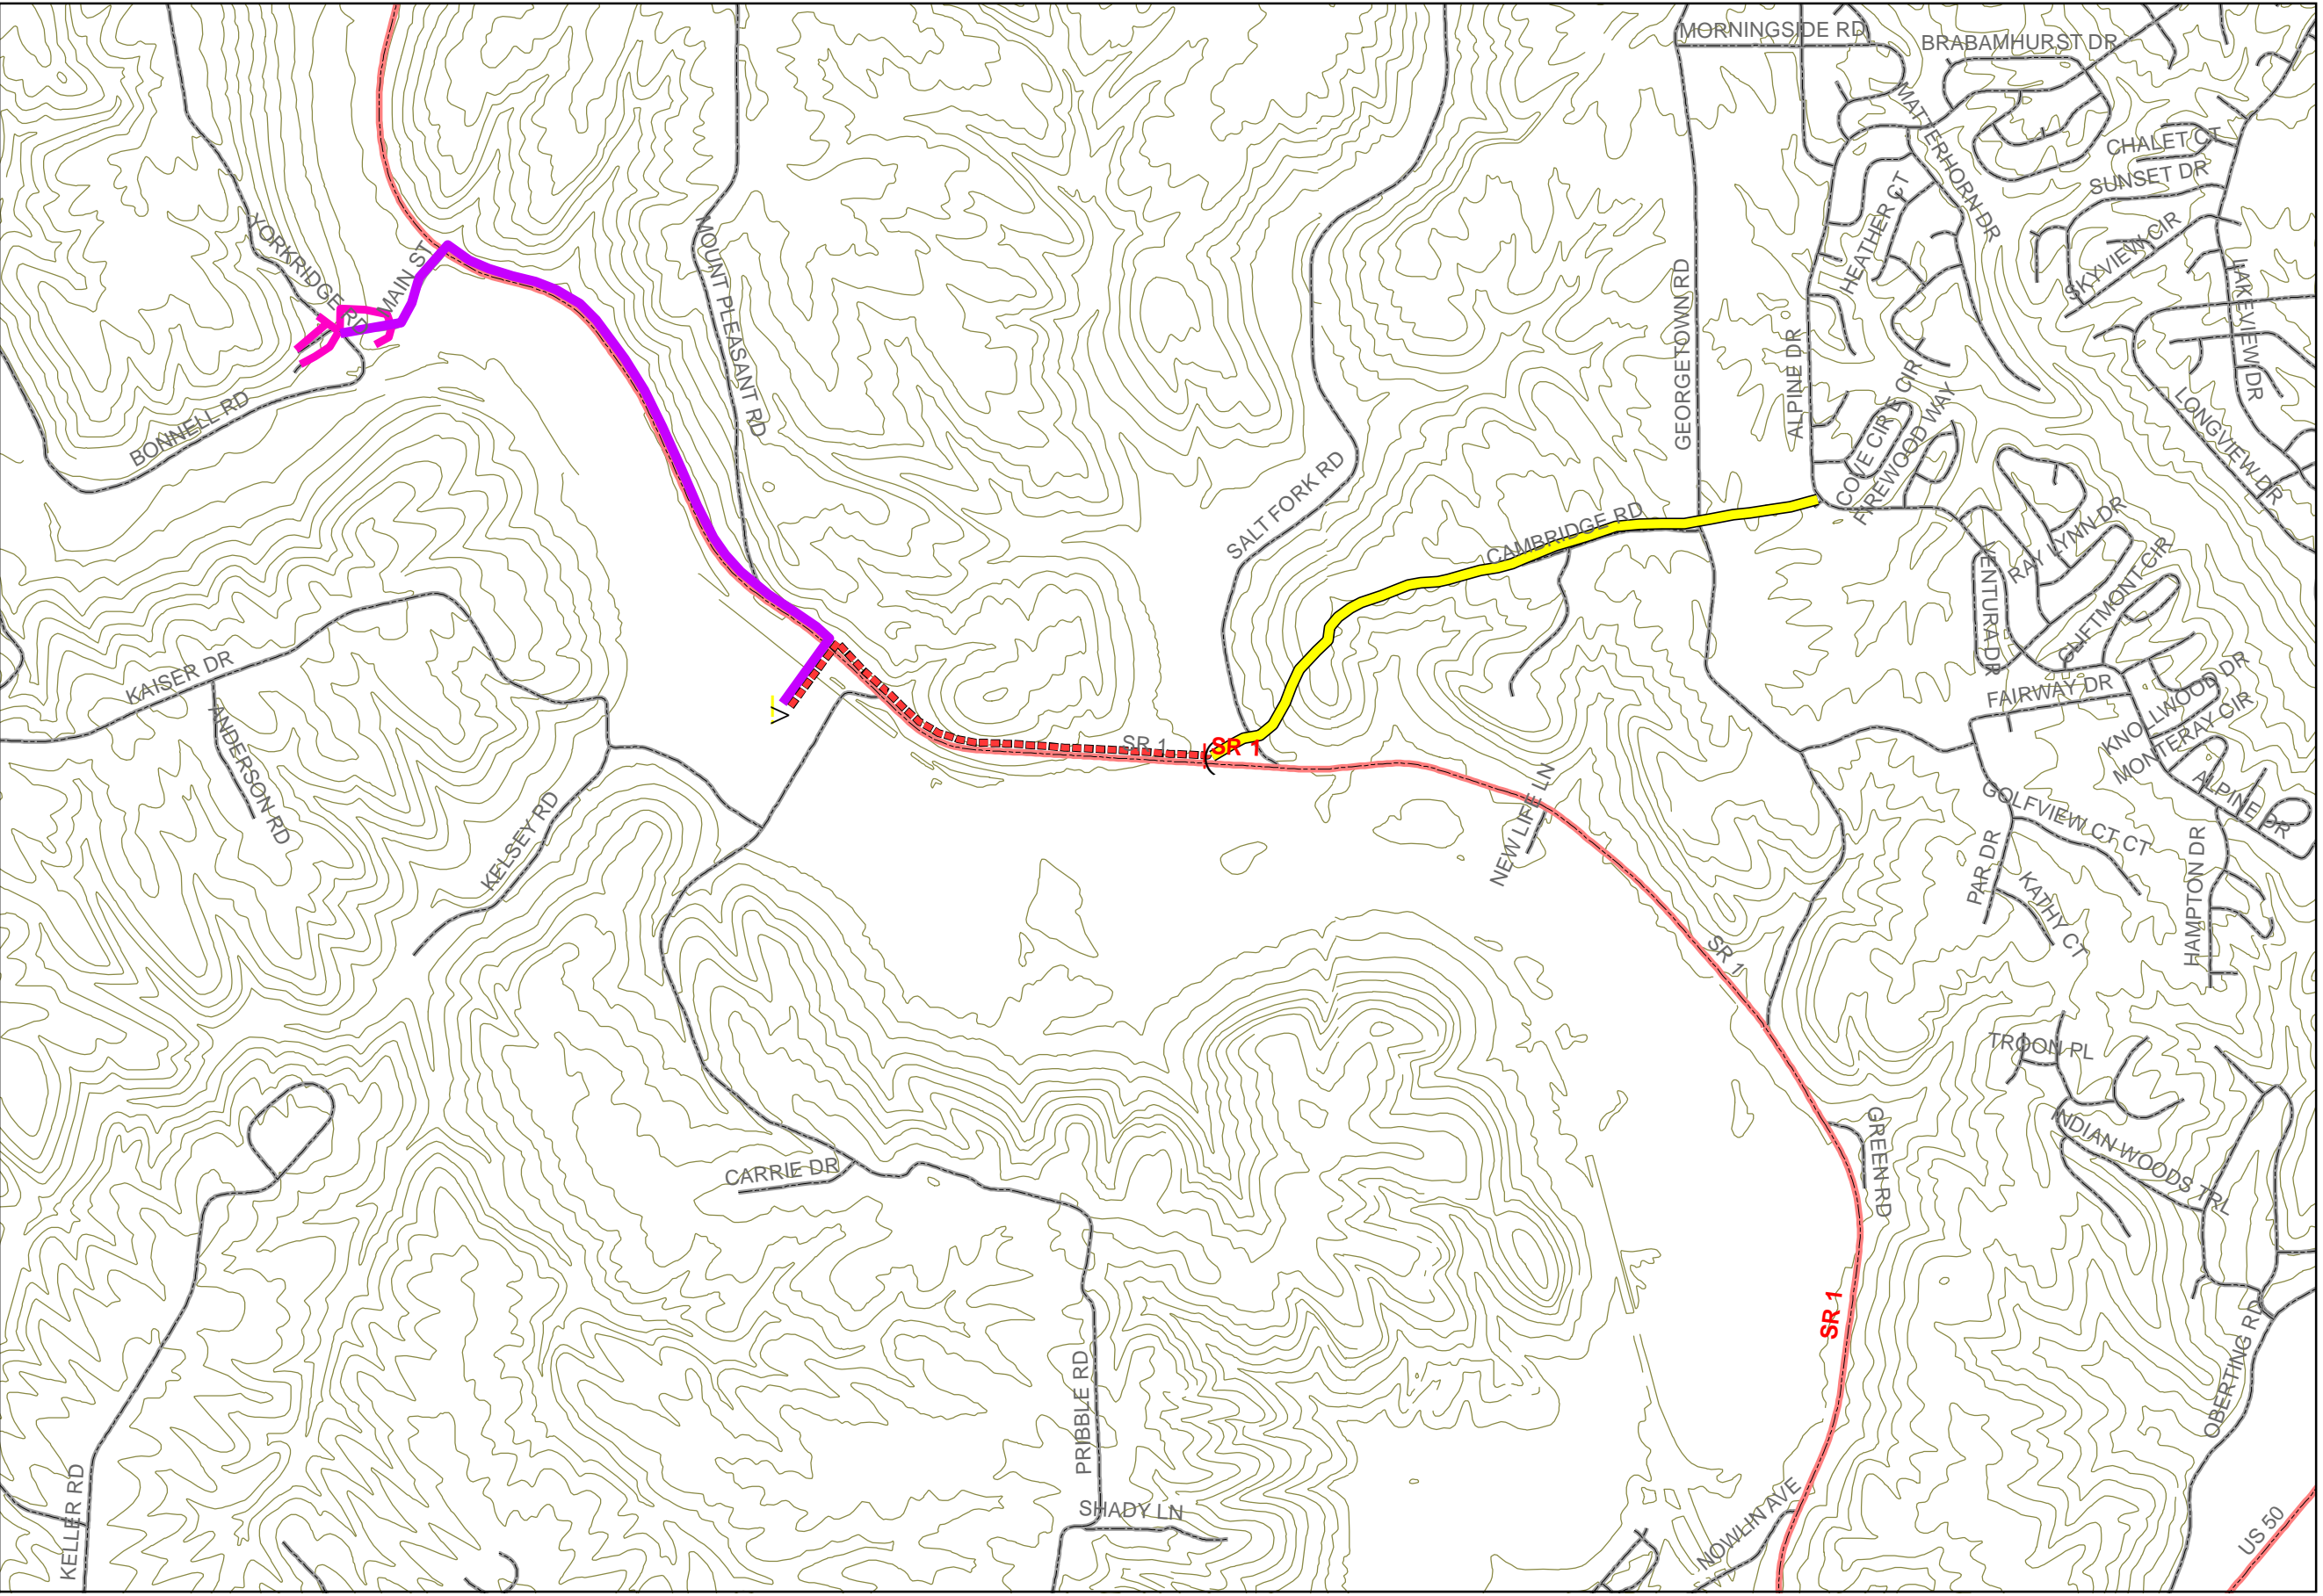 MORNINGSIDE RD
BRABAMHURST DR
MATTERHORN DR
CHALET CT
SUNSET DR
HEATHER CT
SKYVIEW CIR
YORKRIDGE RD
MAIN ST
MOUNT PLEASANT RD
GEORGETOWN RD
LAKEVIEW DR
ALPINE DR
BONNELL RD
COVE CIR
E CIR
FIREWOOD WAY
LONGVIEW DR
SALT FORK RD
CAMBRIDGE RD
RAY LYNN DR
VENTURA DR
CLIFTMONT CIR
KAISER DR
FAIRWAY DR
KNOLLWOOD DR
MONTERAY CIR
ANDERSON RD
SR 1
SR 1
NEW LIFE LN
ALPINE DR
KELSEY RD
GOLFVIEW CT CT
PAR DR
KATHY CT
HAMPTON DR
SR 1
TROON PL
INDIAN WOODS TRL
GREEN RD
CARRIE DR
SR 1
OBERTING RD
PRIBBLE RD
SHADY LN
KELLER RD
NOWLIN AVE
US 50